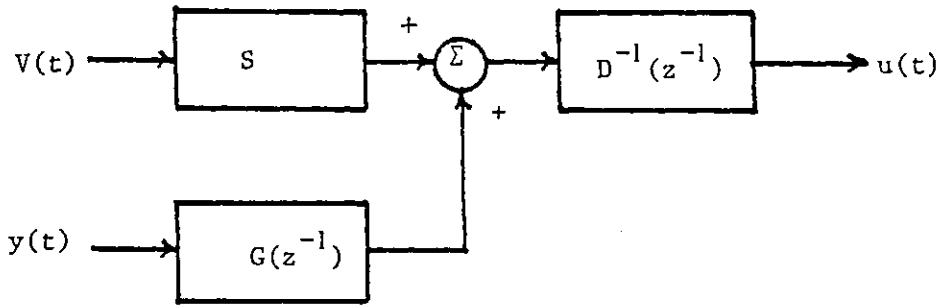 V(t)
S
+
Σ
+
D⁻¹(z⁻¹)
u(t)
y(t)
G(z⁻¹)